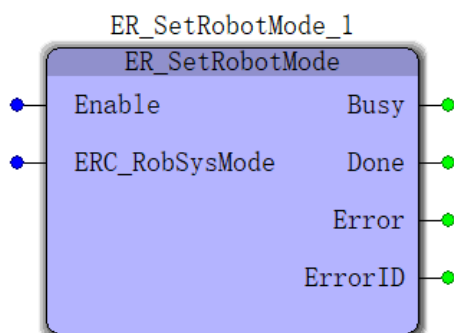 ER_SetRobotMode_1
ER_SetRobotMode
Enable Busy
ERC_RobSysMode Done
Error
ErrorID